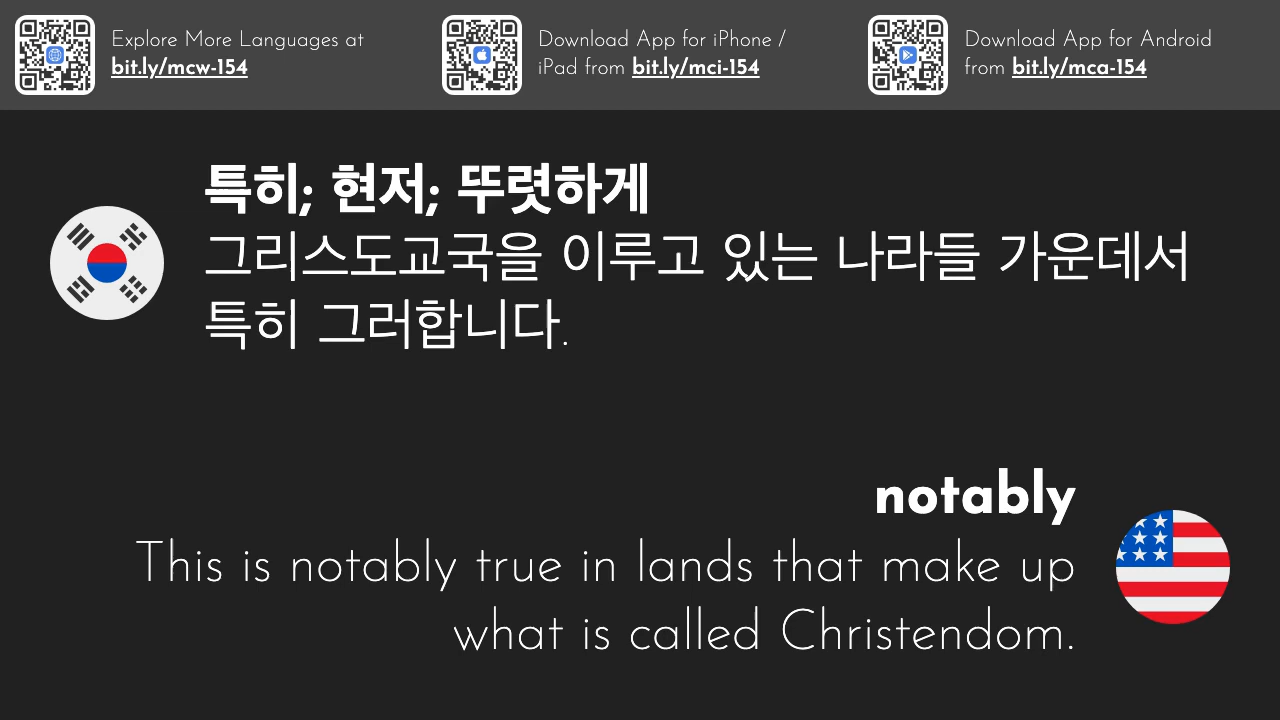 Explore More Languages at
bit.ly/mcw-154
Download App for iPhone /
iPad from bit.ly/mci-154
Download App for Android
from bit.ly/mca-154
특히; 현저; 뚜렷하게
그리스도교국을 이루고 있는 나라들 가운데서
특히 그러합니다.
notably
This is notably true in lands that make up
what is called Christendom.